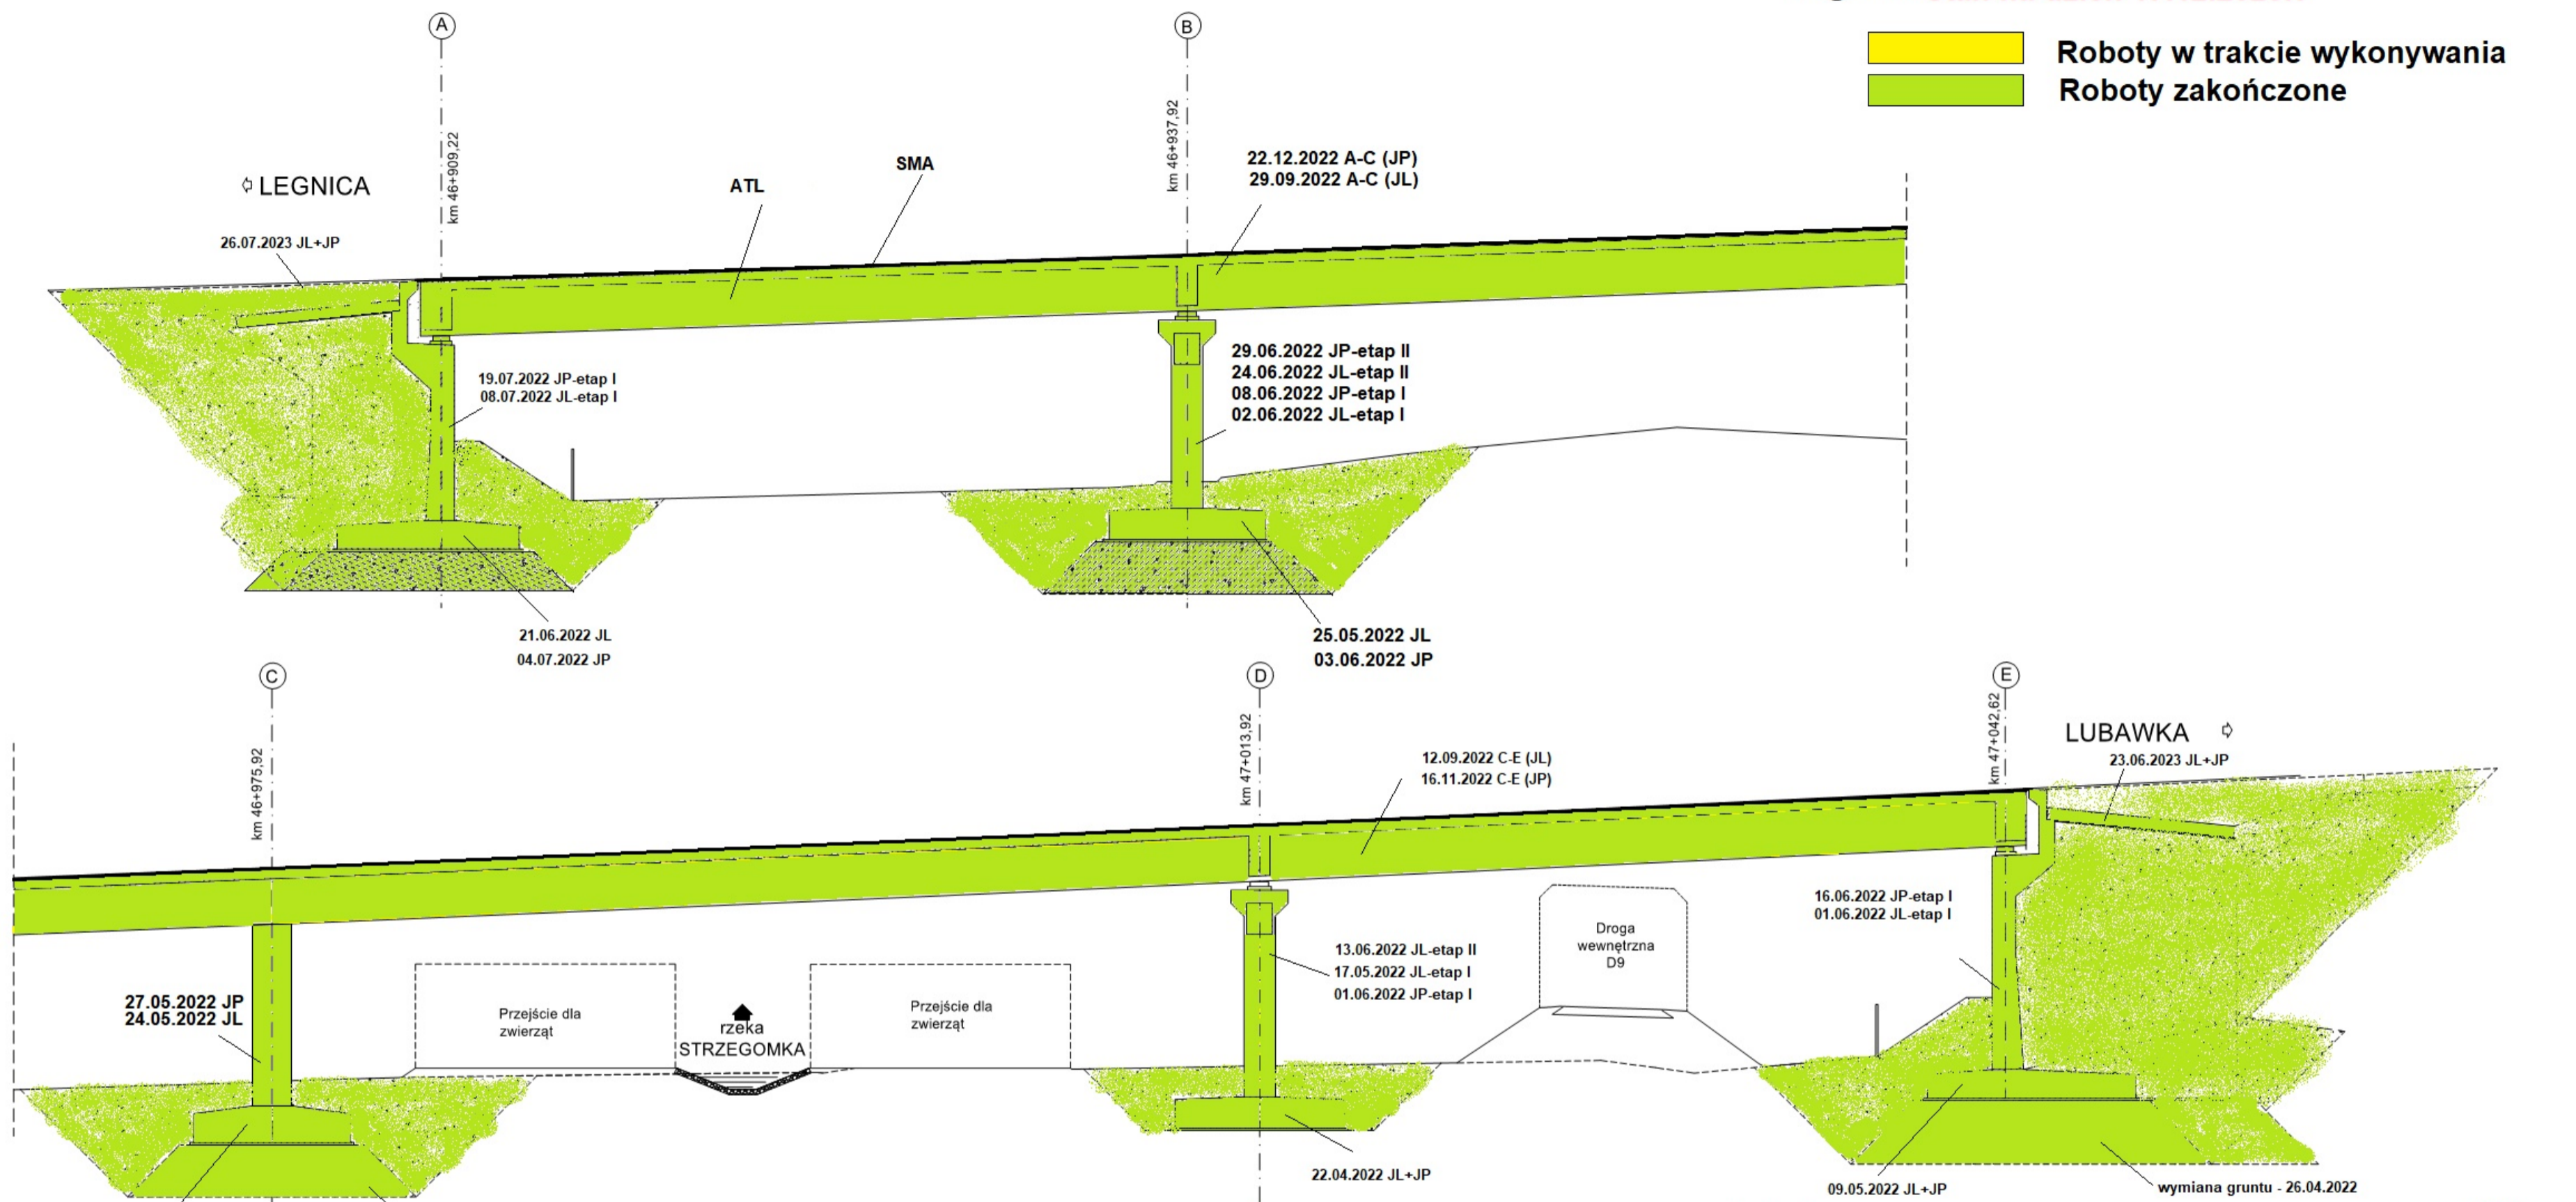 Roboty w trakcie wykonywania
Roboty zakończone
A
B
km 46+909,22
km 46+937,92
LEGNICA
ATL
SMA
22.12.2022 A-C (JP)
29.09.2022 A-C (JL)
26.07.2023 JL+JP
19.07.2022 JP-etap I
08.07.2022 JL-etap I
29.06.2022 JP-etap II
24.06.2022 JL-etap II
08.06.2022 JP-etap I
02.06.2022 JL-etap I
21.06.2022 JL
04.07.2022 JP
25.05.2022 JL
03.06.2022 JP
C
D
E
km 46+975,92
km 47+013,92
km 47+042,62
LUBAWKA
23.06.2023 JL+JP
12.09.2022 C-E (JL)
16.11.2022 C-E (JP)
16.06.2022 JP-etap I
01.06.2022 JL-etap I
Droga
wewnętrzna
D9
13.06.2022 JL-etap II
17.05.2022 JL-etap I
01.06.2022 JP-etap I
27.05.2022 JP
24.05.2022 JL
Przejście dla
zwierząt
rzeka
STRZEGOMKA
Przejście dla
zwierząt
22.04.2022 JL+JP
09.05.2022 JL+JP
wymiana gruntu - 26.04.2022